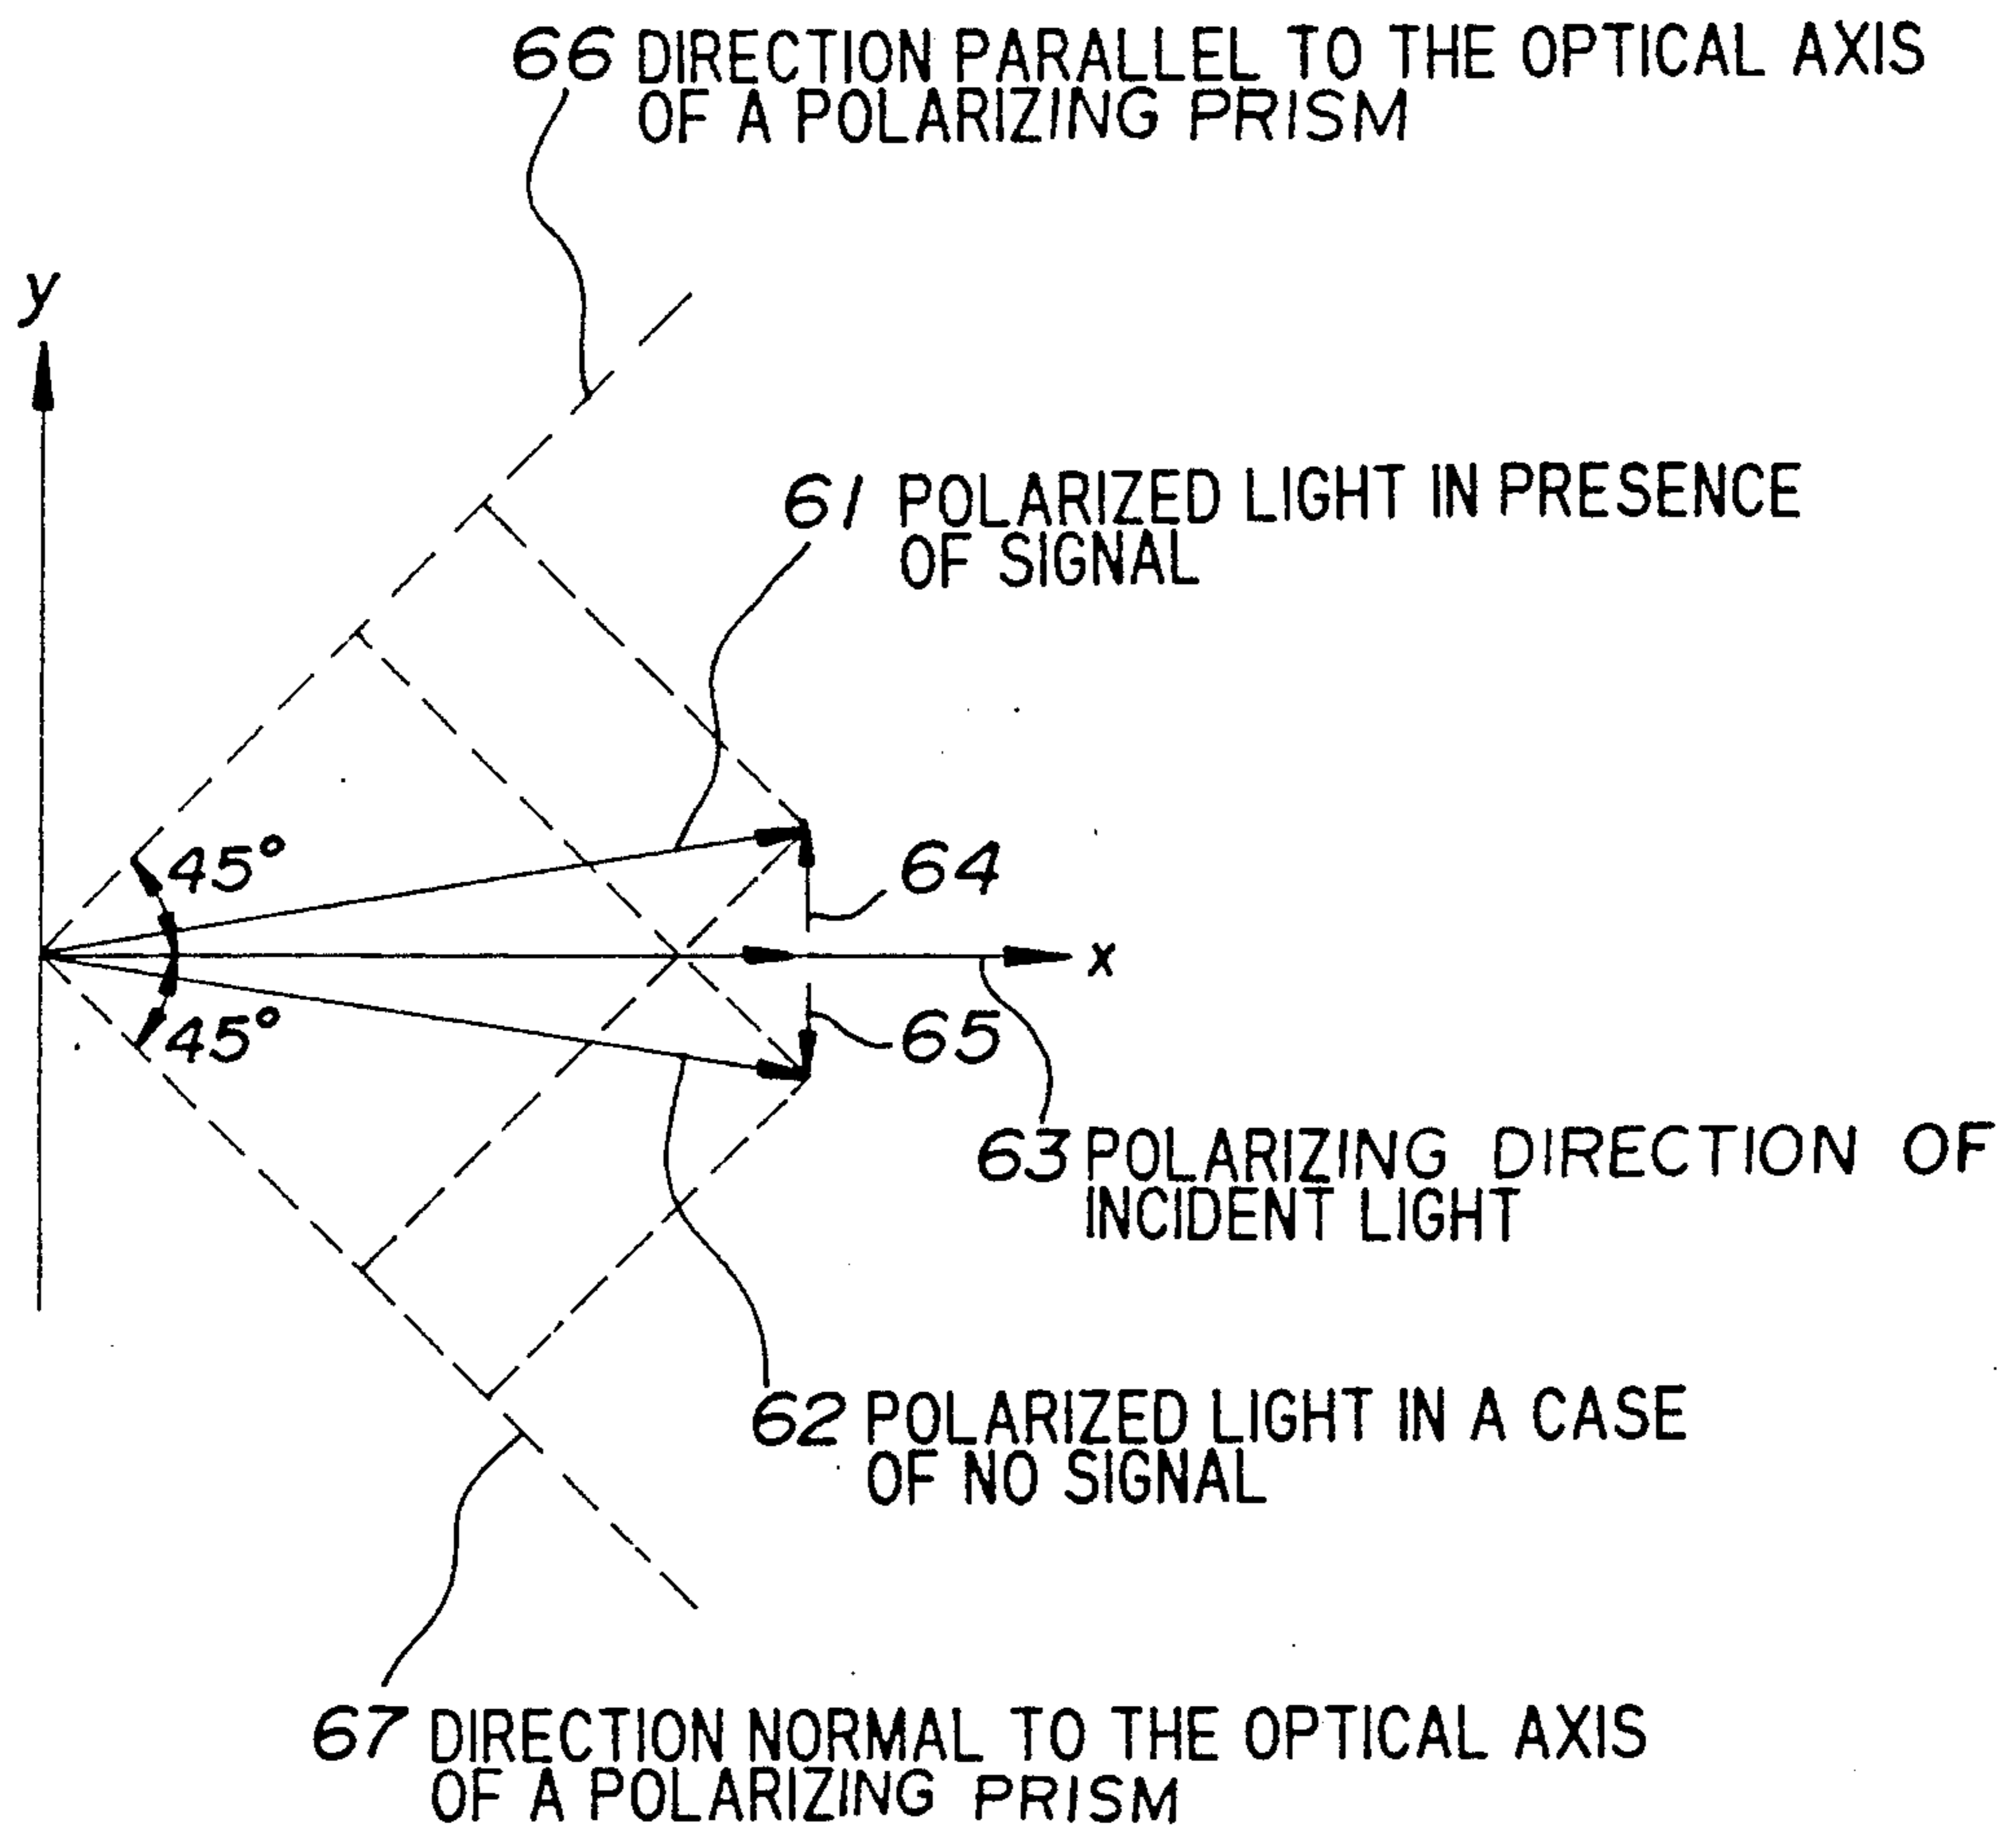 66 DIRECTION PARALLEL TO THE OPTICAL AXIS
OF A POLARIZING PRISM
y
61 POLARIZED LIGHT IN PRESENCE
OF SIGNAL
45°
64
x
45°
65
63 POLARIZING DIRECTION OF
INCIDENT LIGHT
62 POLARIZED LIGHT IN A CASE
OF NO SIGNAL
67 DIRECTION NORMAL TO THE OPTICAL AXIS
OF A POLARIZING PRISM